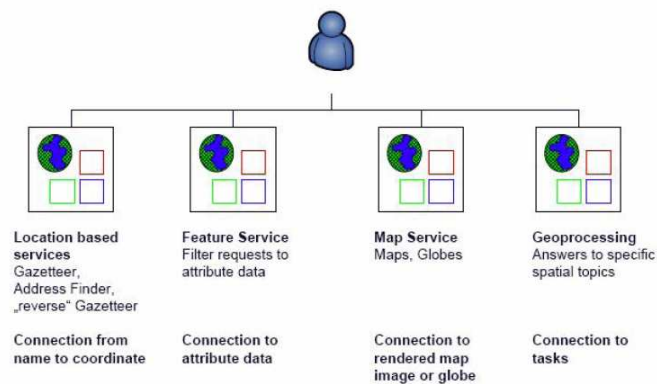 Location based
services
Gazetteer,
Address Finder,
„reverse“ Gazetteer
Connection from
name to coordinate
Feature Service
Filter requests to
attribute data
Connection to
attribute data
Map Service
Maps, Globes
Connection to
rendered map
image or globe
Geoprocessing
Answers to specific
spatial topics
Connection to
tasks